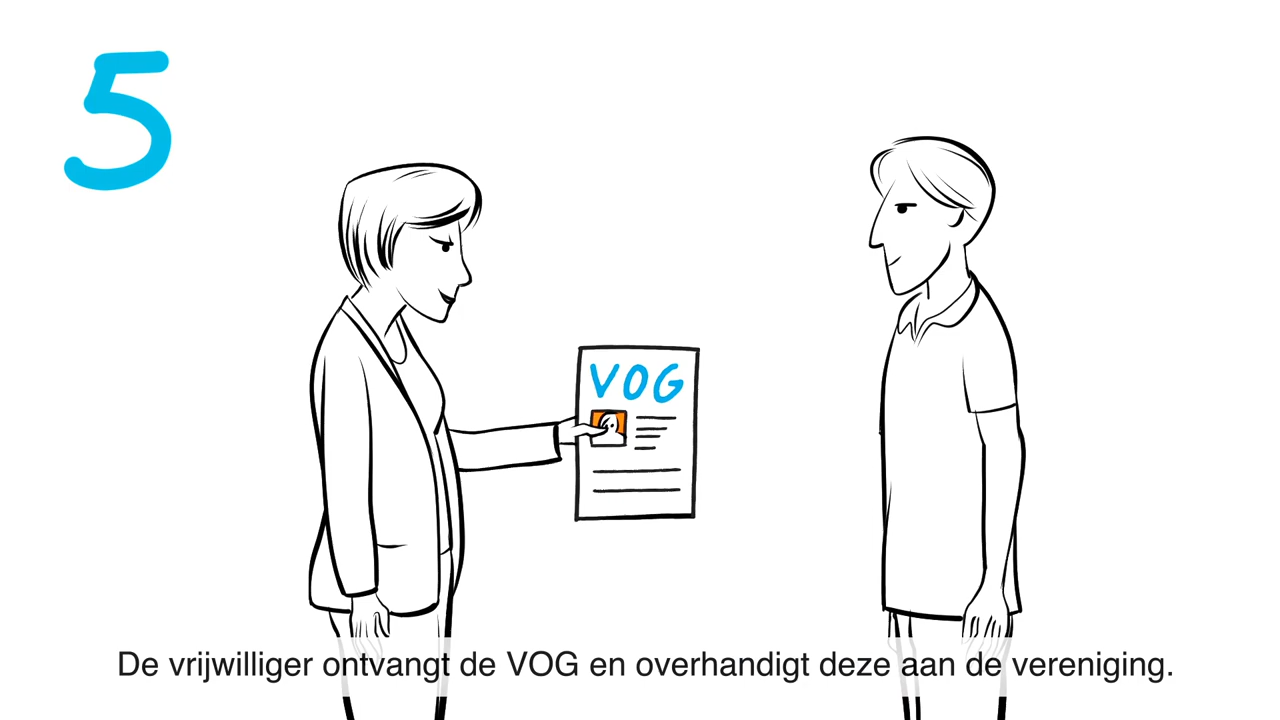 5
VOG
De vrijwilliger ontvangt de VOG en overhandigt deze aan de vereniging.